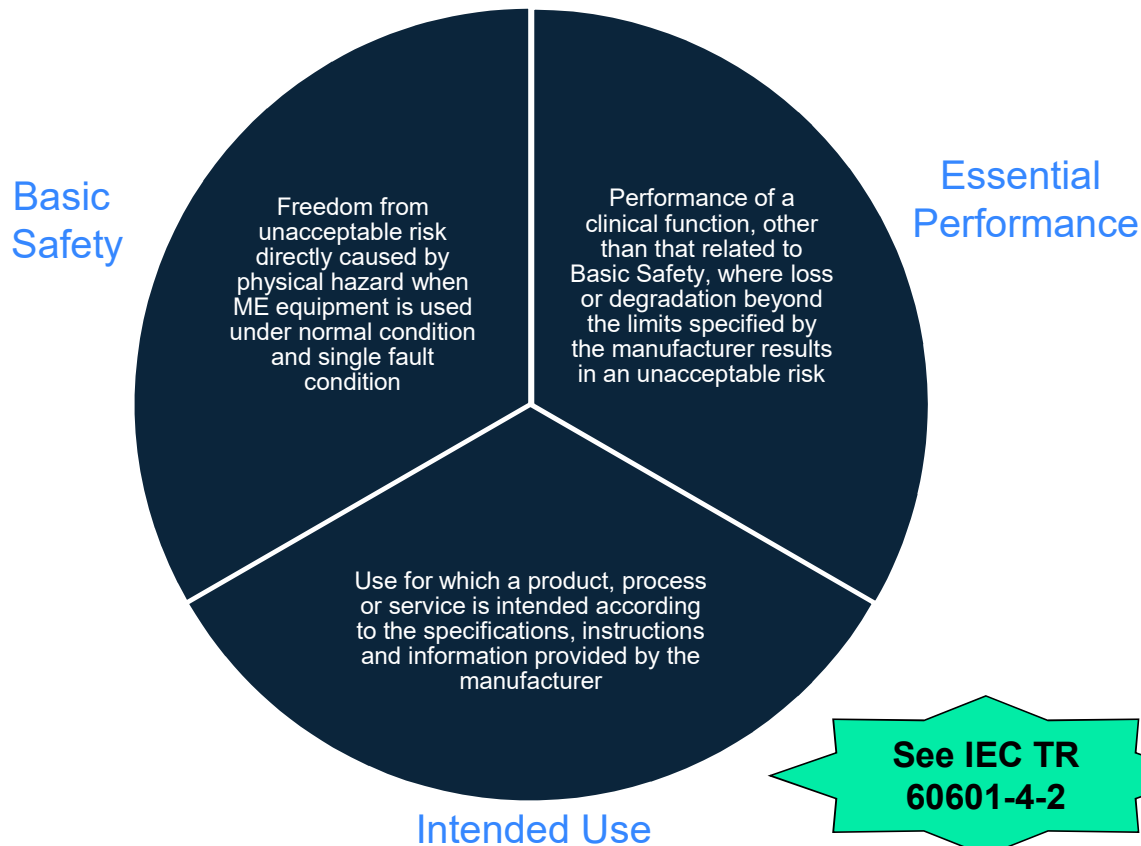 Basic
Safety
Freedom from
unacceptable risk
directly caused by
physical hazard when
ME equipment is used
under normal condition
and single fault
condition
Performance of a
clinical function, other
than that related to
Basic Safety, where loss
or degradation beyond
the limits specified by
the manufacturer results
in an unacceptable risk
Essential
Performance
Use for which a product, process
or service is intended according
to the specifications, instructions
and information provided by the
manufacturer
Intended Use
See IEC TR
60601-4-2